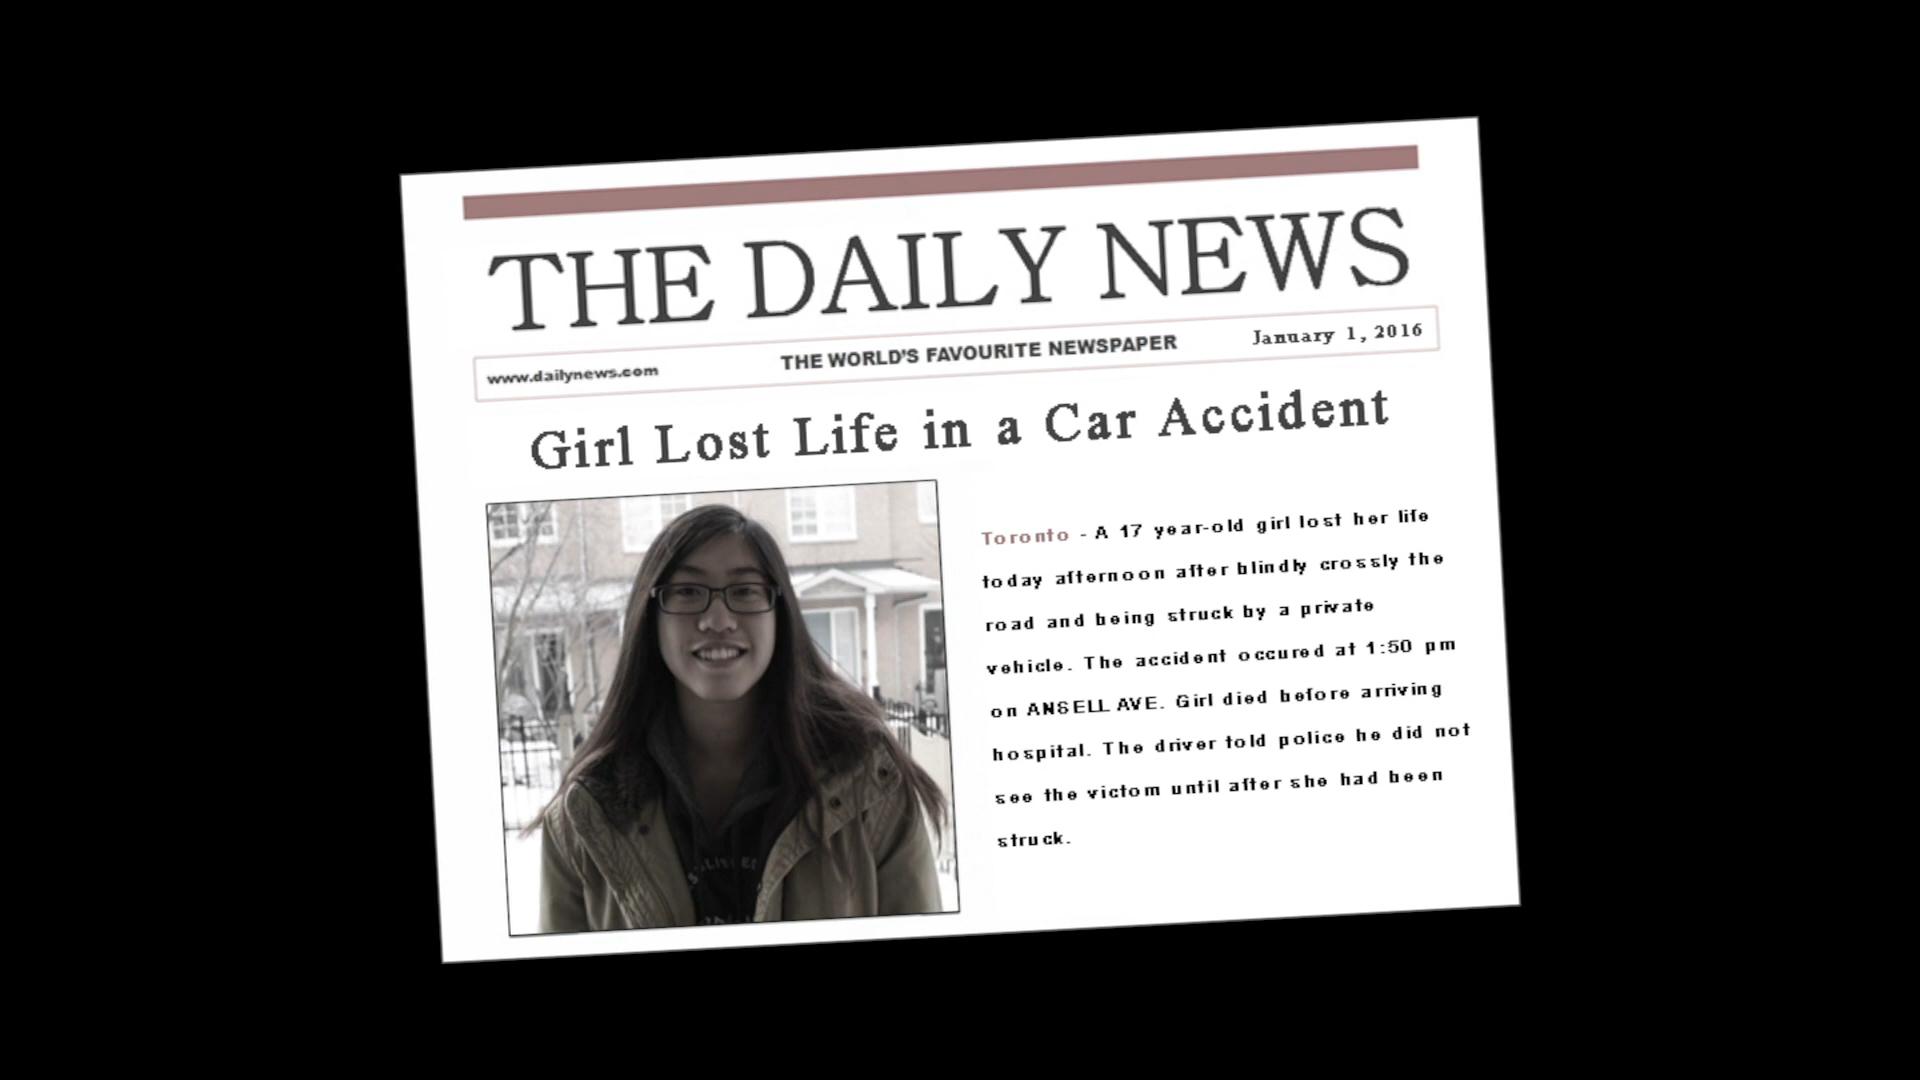 THE DAILY NEWS
www.dailynews.com THE WORLD'S FAVOURITE NEWSPAPER January 1, 2016
Girl Lost Life in a Car Accident
Toronto - A 17 year-old girl lost her life
today afternoon after blindly crossly the
road and being struck by a private
vehicle. The accident occured at 1:50 pm
on ANSELL AVE. Girl died before arriving
hospital. The driver told police he did not
see the victom until after she had been
struck.